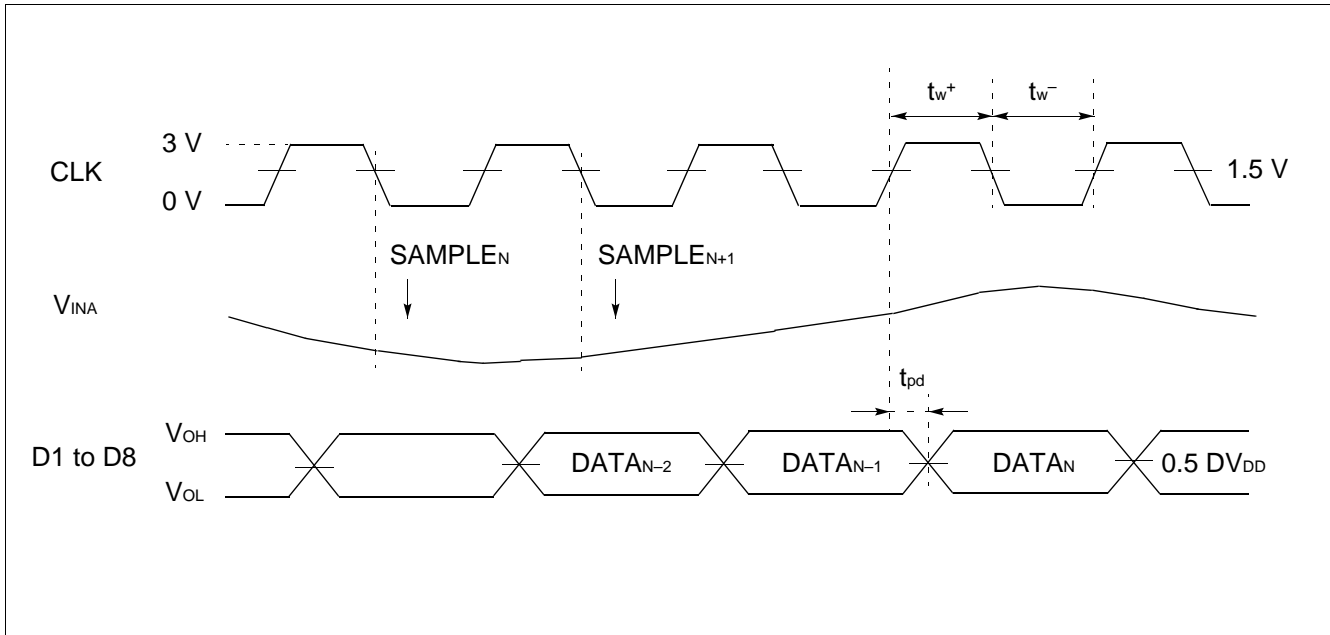 tw+ tw–
3 V
CLK
1.5 V
0 V
SAMPLEN SAMPLEN+1
VINA
tpd
VOH
D1 to D8 DATAN–2 DATAN–1 DATAN 0.5 DVDD
VOL